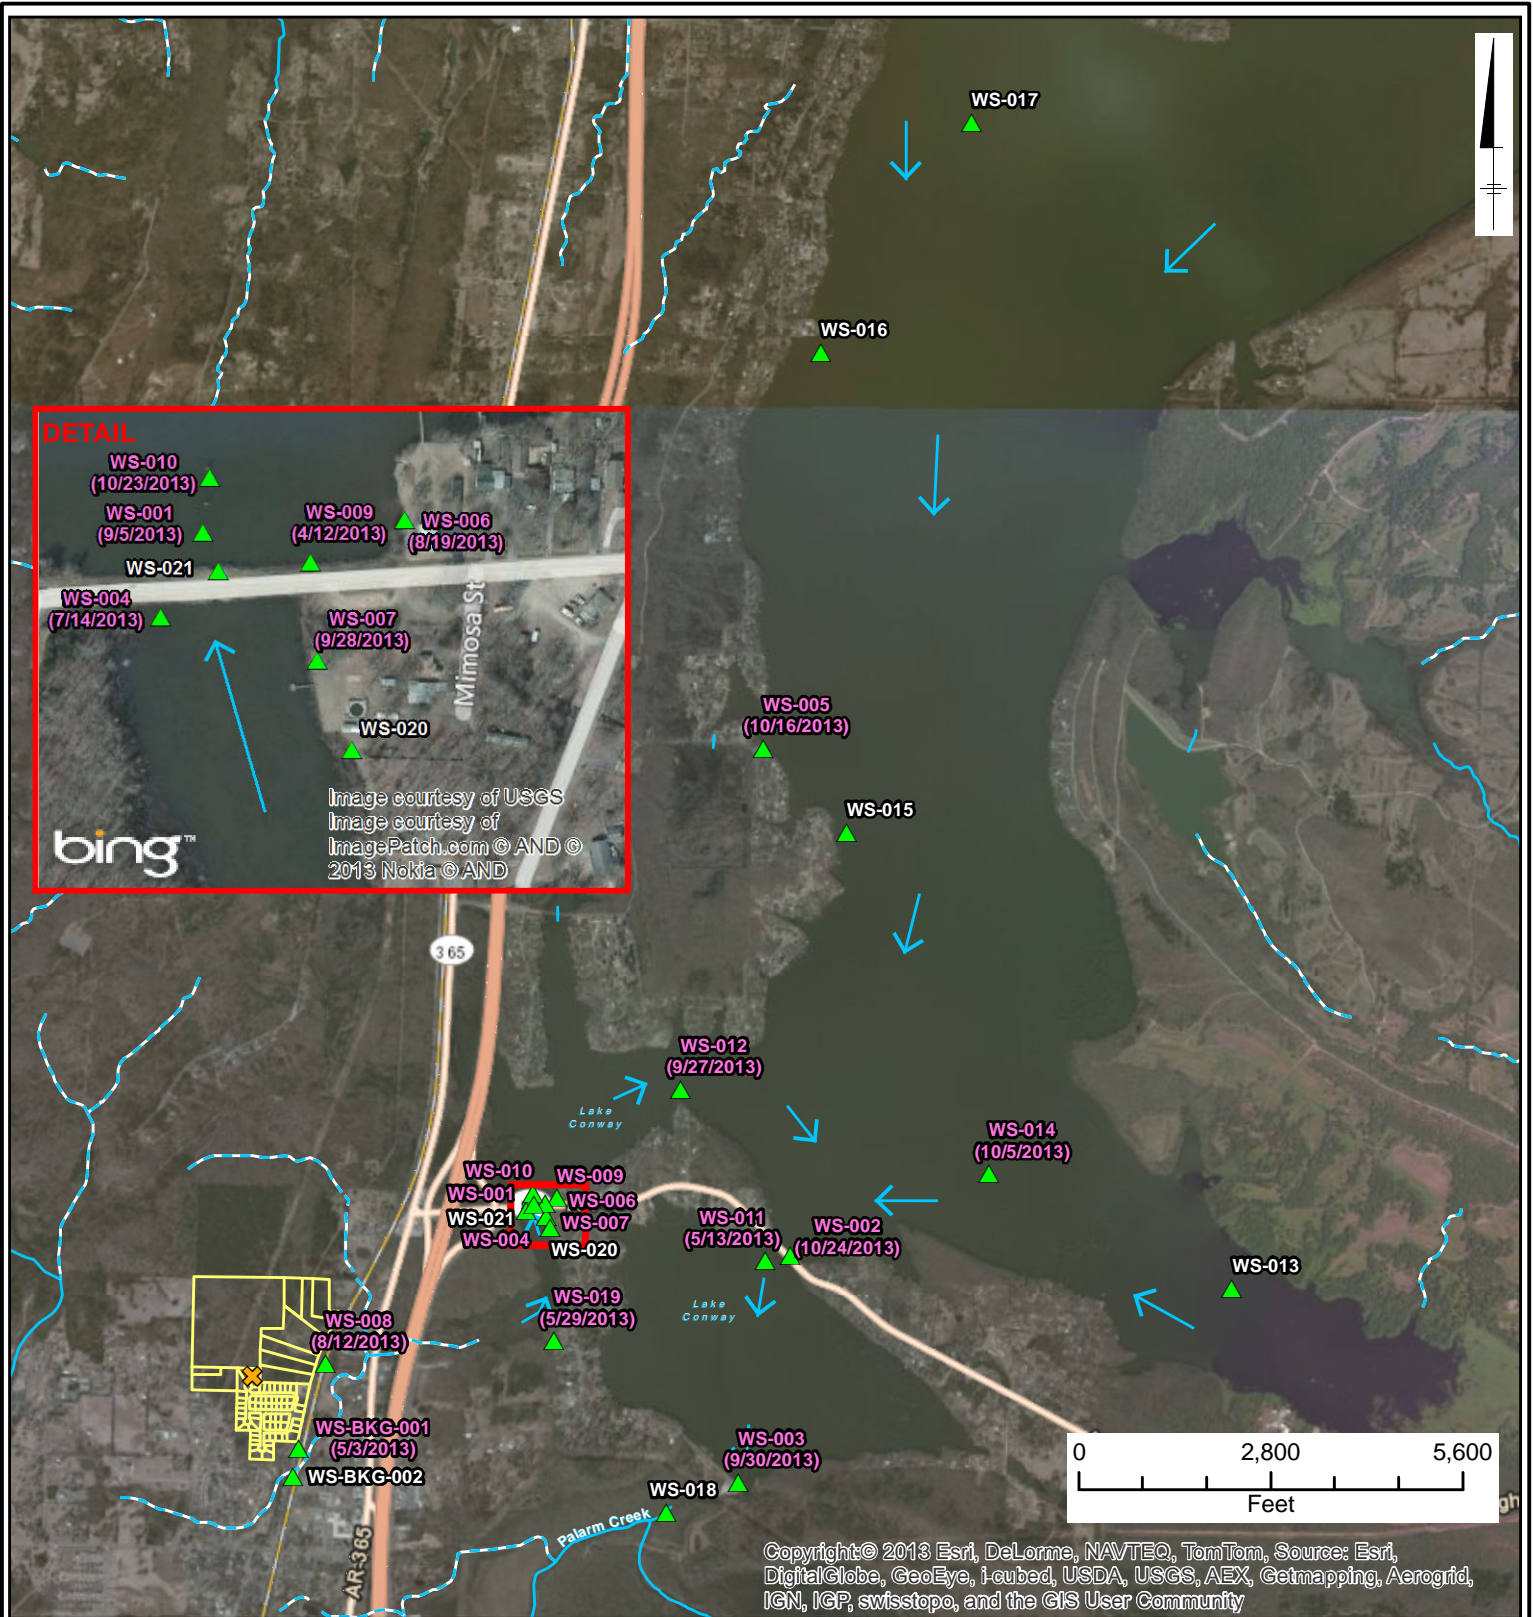 WS-017
WS-016
DETAIL
WS-010
(10/23/2013)
WS-001
(9/5/2013)
WS-009
(4/12/2013)
WS-006
(8/19/2013)
WS-021
WS-004
(7/14/2013)
WS-007
(9/28/2013)
Mimosa St
WS-020
Image courtesy of USGS
Image courtesy of
ImagePatch.com © AND ©
2013 Nokia © AND
bing™
WS-005
(10/16/2013)
WS-015
365
WS-012
(9/27/2013)
Lake
Conway
WS-014
(10/5/2013)
WS-010
WS-009
WS-001
WS-006
WS-021
WS-007
WS-004
WS-020
WS-011
(5/13/2013)
WS-002
(10/24/2013)
WS-013
WS-019
(5/29/2013)
Lake
Conway
WS-008
(8/12/2013)
WS-BKG-001
(5/3/2013)
WS-BKG-002
WS-003
(9/30/2013)
WS-018
Palarm Creek
AR-365
0 2,800 5,600
Feet
Copyright:© 2013 Esri, DeLorme, NAVTEQ, TomTom, Source: Esri,
DigitalGlobe, GeoEye, i-cubed, USDA, USGS, AEX, Getmapping, Aerogrid,
IGN, IGP, swisstopo, and the GIS User Community